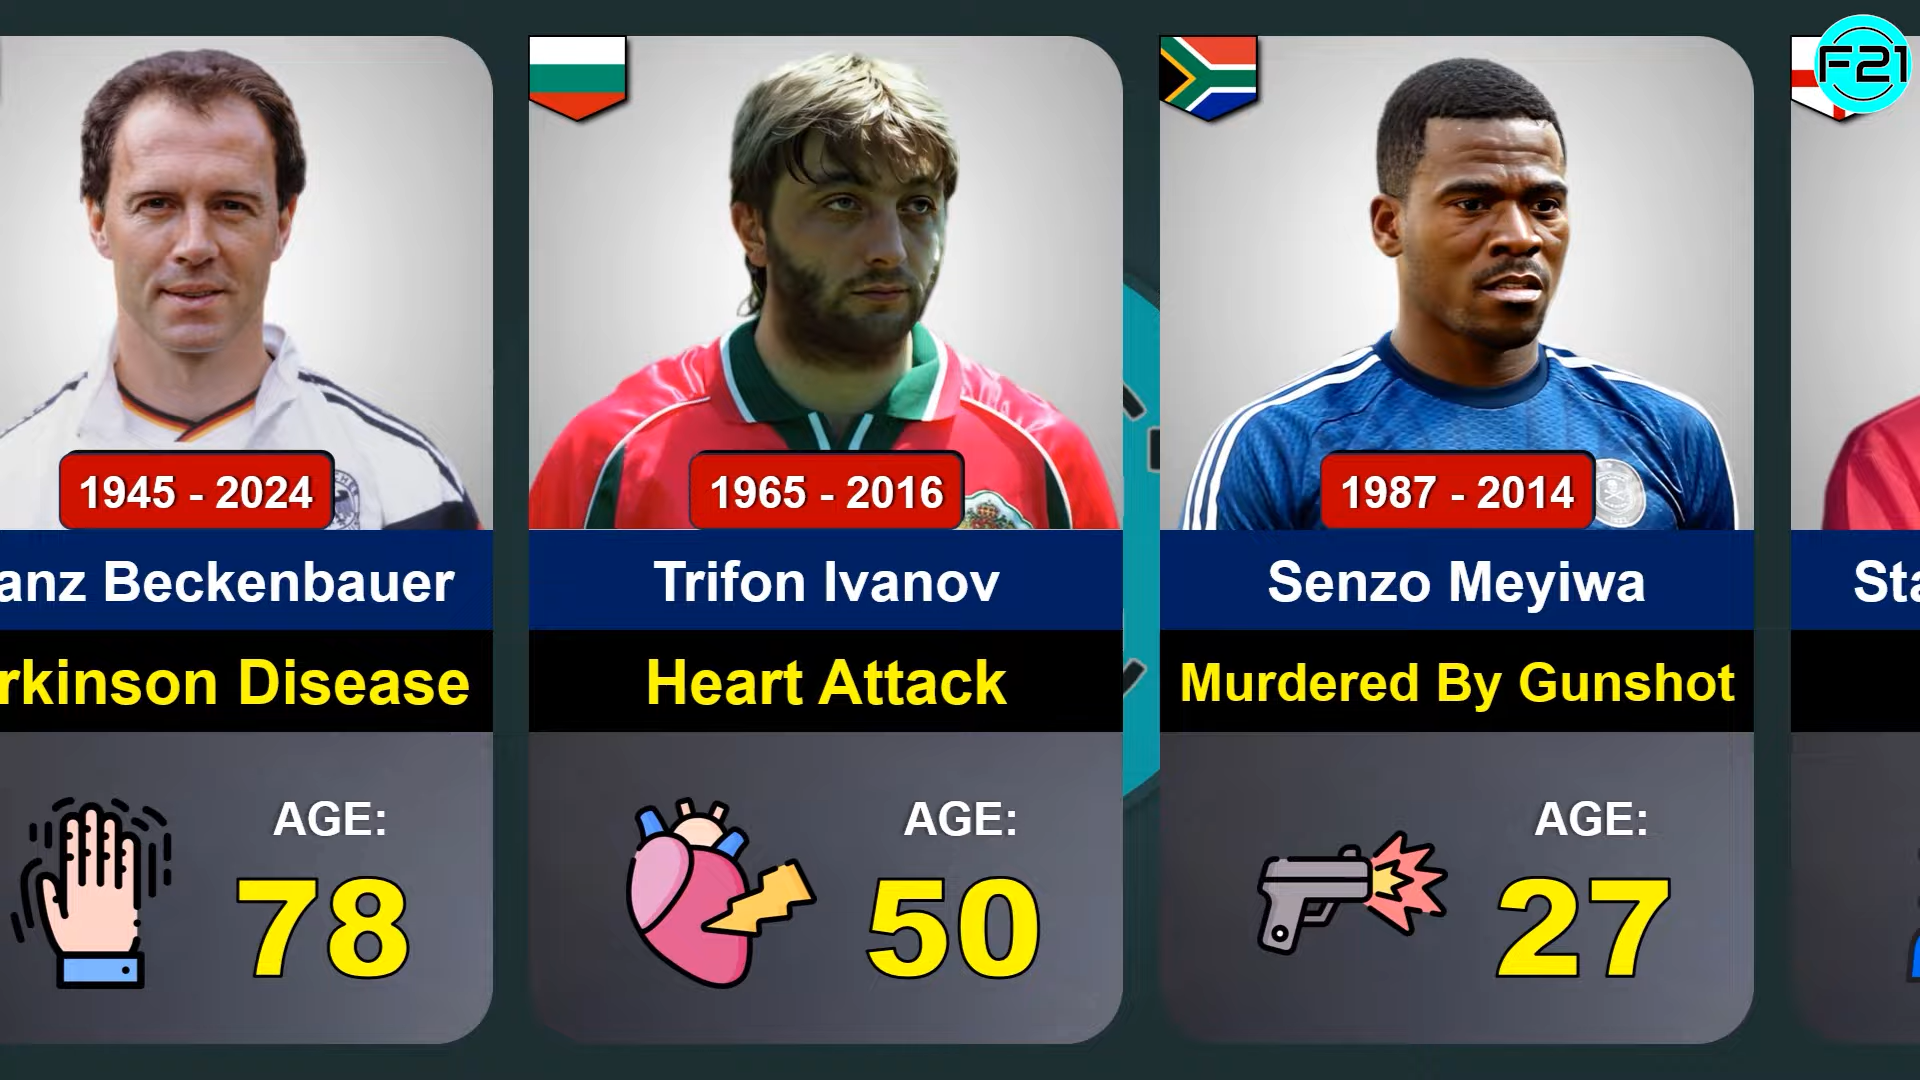 F21
1945 - 2024
anz Beckenbauer
rkinson Disease
AGE:
78
1965 - 2016
Trifon Ivanov
Heart Attack
AGE:
50
1987 - 2014
Senzo Meyiwa
Murdered By Gunshot
AGE:
27
Sta